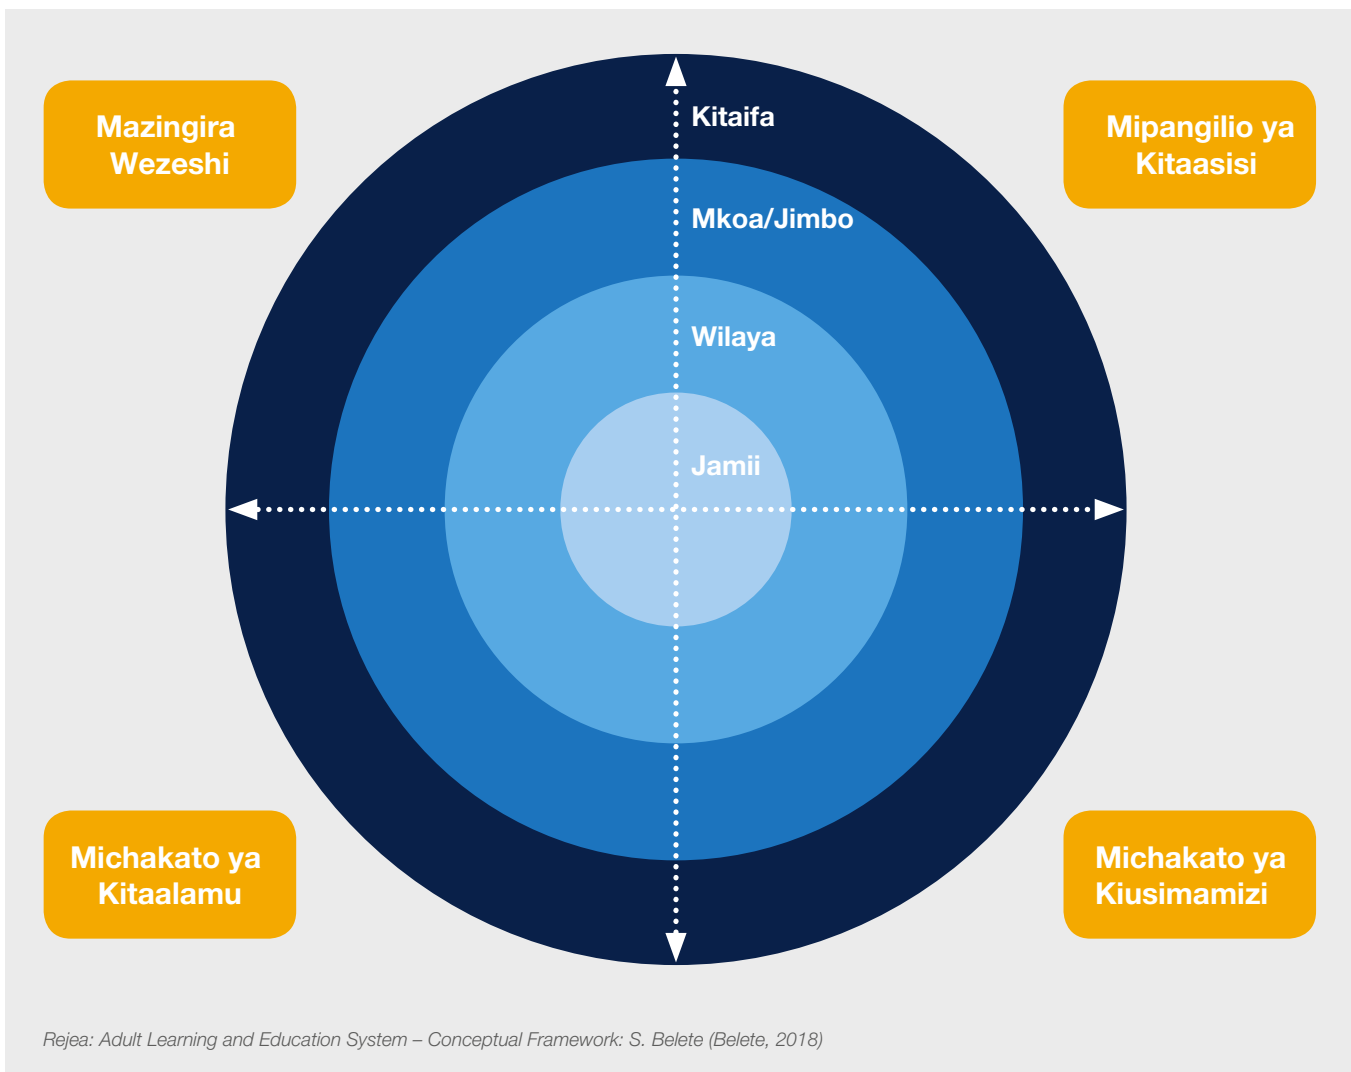 Mazingira
Wezeshi
Mipangilio ya
Kitaasisi
Kitaifa
Mkoa/Jimbo
Wilaya
Jamii
Michakato ya
Kitaalamu
Michakato ya
Kiusimamizi
Rejea: Adult Learning and Education System – Conceptual Framework: S. Belete (Belete, 2018)